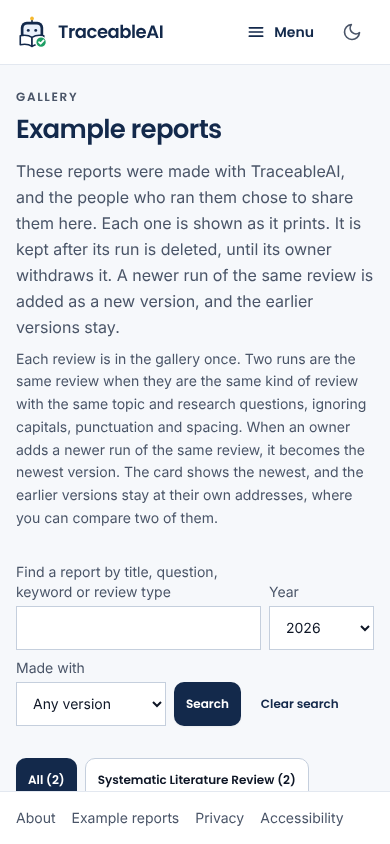 TraceableAI
Menu
GALLERY
Example reports
These reports were made with TraceableAI,
and the people who ran them chose to share
them here. Each one is shown as it prints. It is
kept after its run is deleted, until its owner
withdraws it. A newer run of the same review is
added as a new version, and the earlier
versions stay.
Each review is in the gallery once. Two runs are the
same review when they are the same kind of review
with the same topic and research questions, ignoring
capitals, punctuation and spacing. When an owner
adds a newer run of the same review, it becomes the
newest version. The card shows the newest, and the
earlier versions stay at their own addresses, where
you can compare two of them.
Find a report by title, question,
keyword or review type
Year
2026
Made with
Any version
Search
Clear search
All (2)
Systematic Literature Review (2)
About
Example reports
Privacy
Accessibility